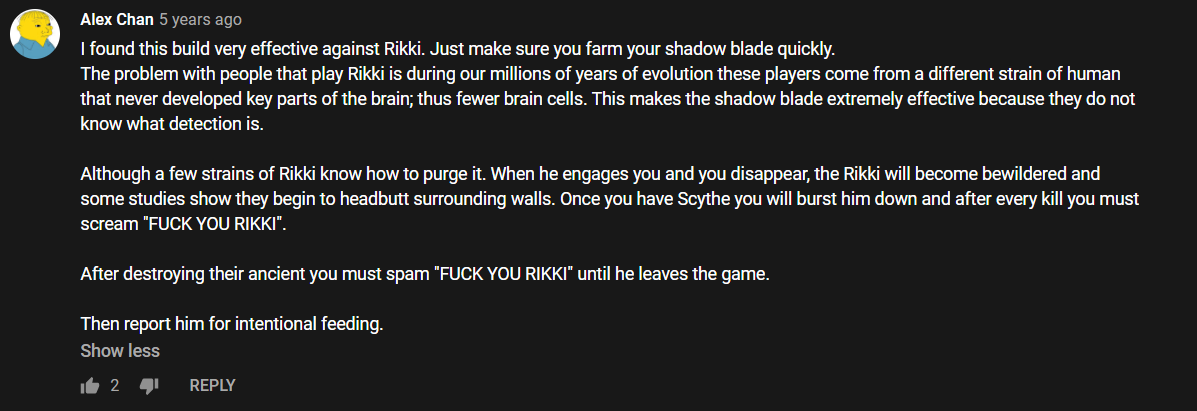 Alex Chan 5 years ago
I found this build very effective against Rikki. Just make sure you farm your shadow blade quickly.
The problem with people that play Rikki is during our millions of years of evolution these players come from a different strain of human
that never developed key parts of the brain; thus fewer brain cells. This makes the shadow blade extremely effective because they do not
know what detection is.
Although a few strains of Rikki know how to purge it. When he engages you and you disappear, the Rikki will become bewildered and
some studies show they begin to headbutt surrounding walls. Once you have Scythe you will burst him down and after every kill you must
scream "FUCK YOU RIKKI".
After destroying their ancient you must spam "FUCK YOU RIKKI" until he leaves the game.
Then report him for intentional feeding.
Show less
2 REPLY